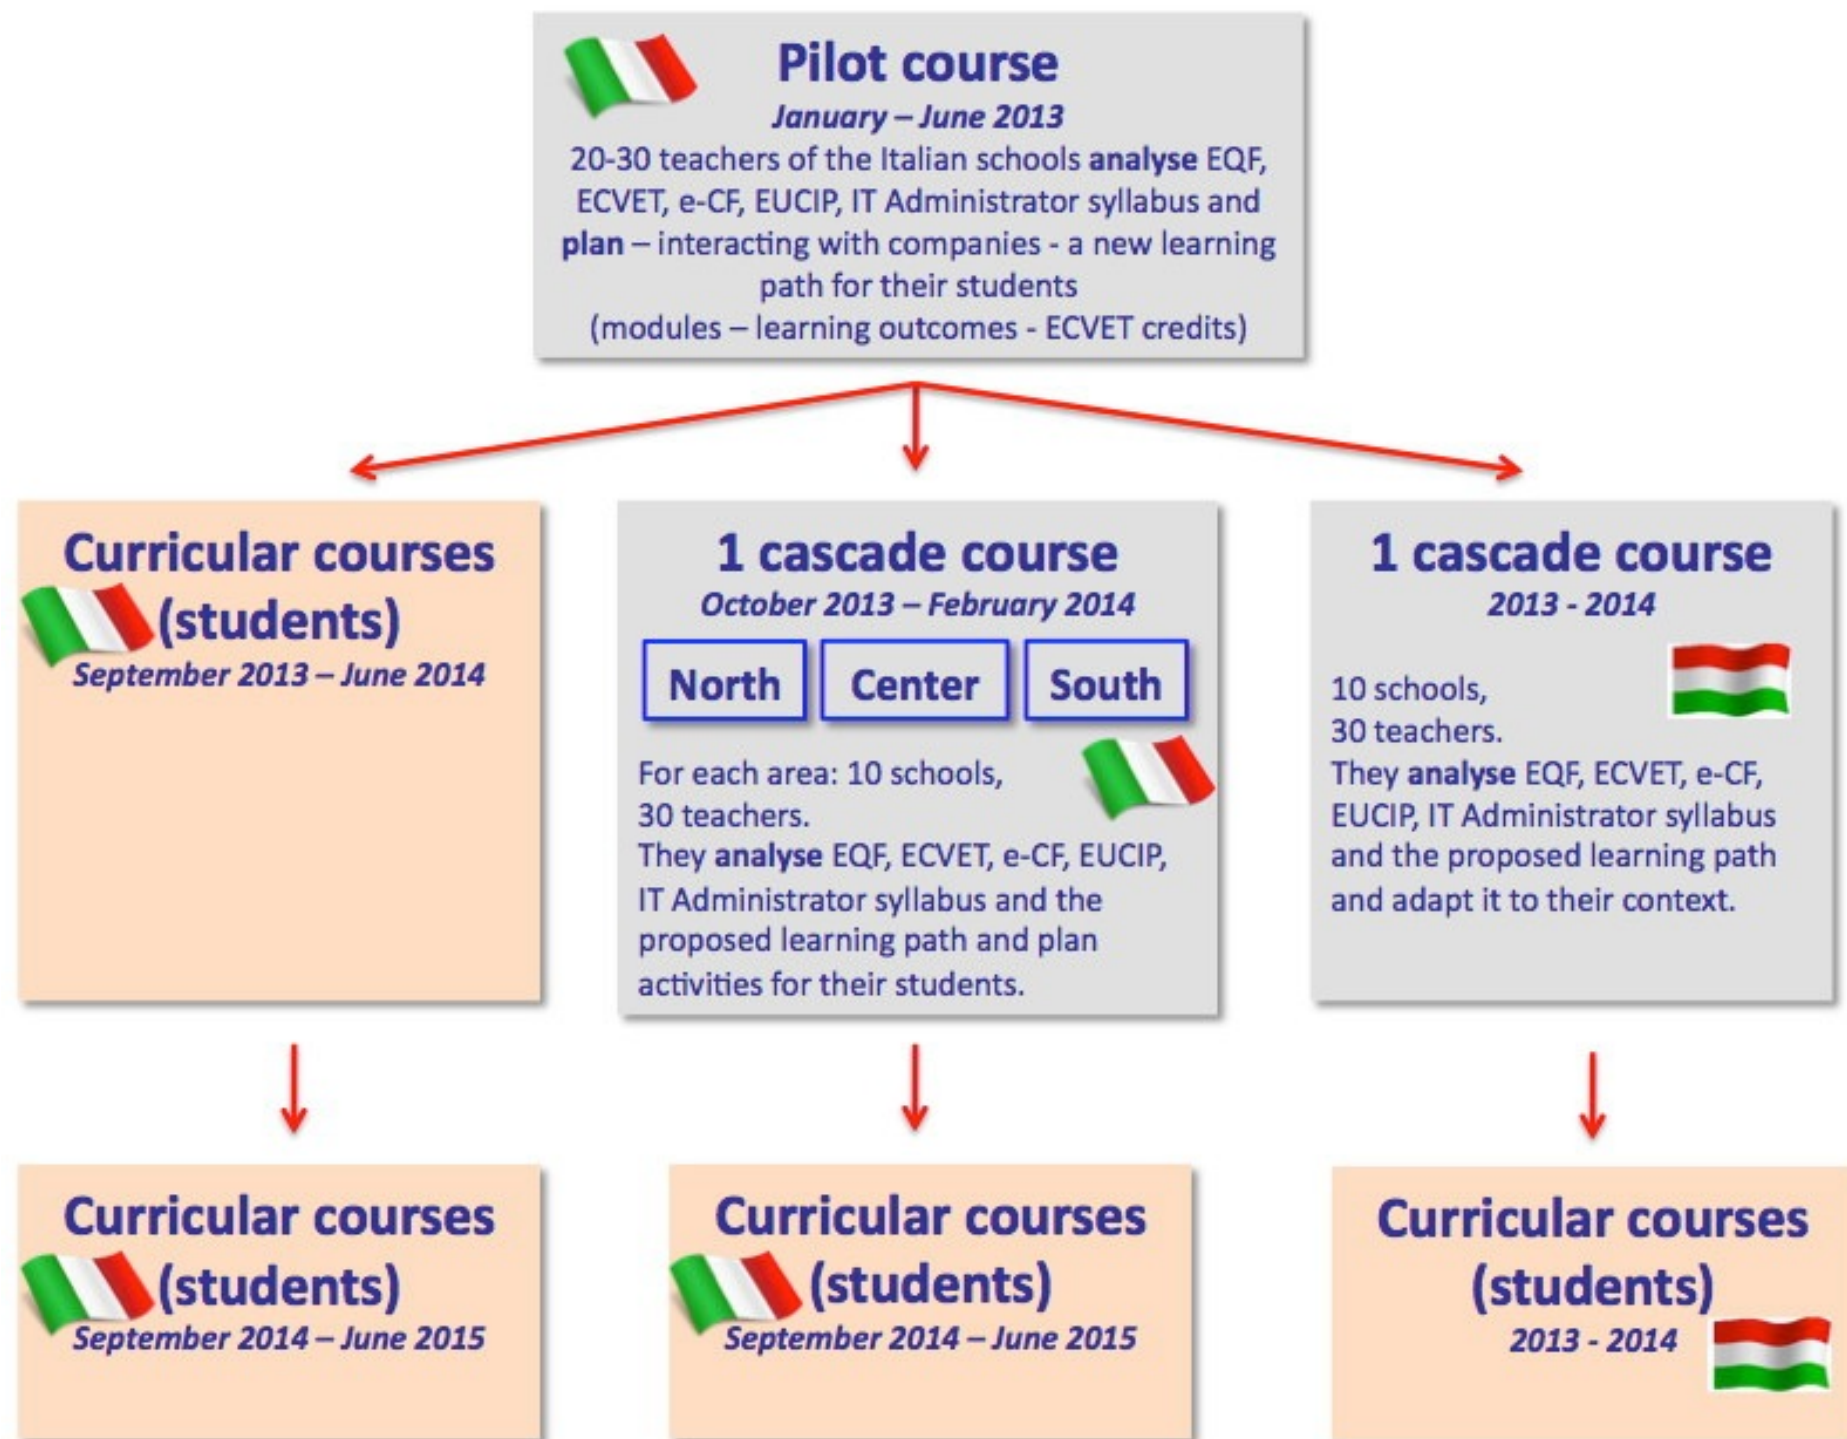 Pilot course
January – June 2013
20-30 teachers of the Italian schools analyse EQF,
ECVET, e-CF, EUCIP, IT Administrator syllabus and
plan – interacting with companies - a new learning
path for their students
(modules – learning outcomes - ECVET credits)
Curricular courses
(students)
September 2013 – June 2014
1 cascade course
October 2013 – February 2014
North
Center
South
For each area: 10 schools,
30 teachers.
They analyse EQF, ECVET, e-CF, EUCIP,
IT Administrator syllabus and the
proposed learning path and plan
activities for their students.
1 cascade course
2013 - 2014
10 schools,
30 teachers.
They analyse EQF, ECVET, e-CF,
EUCIP, IT Administrator syllabus
and the proposed learning path
and adapt it to their context.
Curricular courses
(students)
September 2014 – June 2015
Curricular courses
(students)
September 2014 – June 2015
Curricular courses
(students)
2013 - 2014